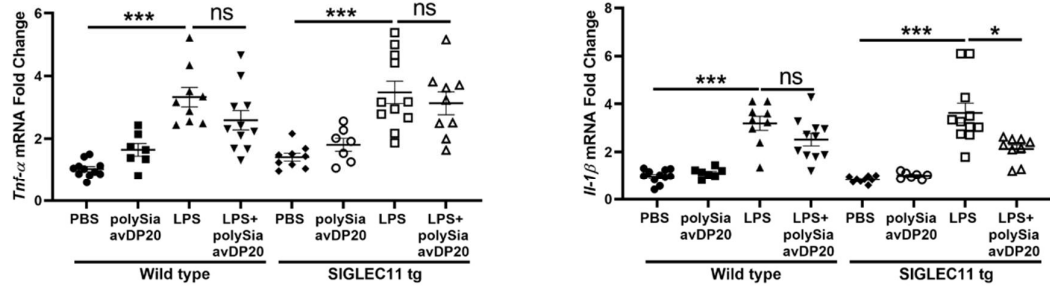 Tnf-α mRNA Fold Change
6
4
2
0
***
ns
***
ns
PBS
polySia avDP20
LPS
LPS+ polySia avDP20
PBS
polySia avDP20
LPS
LPS+ polySia avDP20
Wild type
SIGLEC11 tg
Il-1β mRNA Fold Change
8
6
4
2
0
***
ns
***
*
PBS
polySia avDP20
LPS
LPS+ polySia avDP20
PBS
polySia avDP20
LPS
LPS+ polySia avDP20
Wild type
SIGLEC11 tg